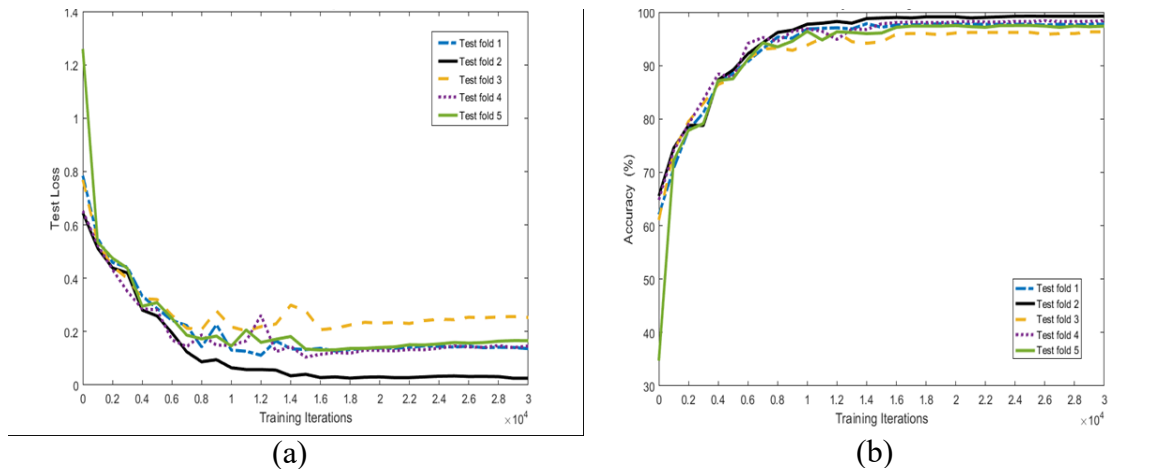 1.4
1.2
1
0.8
0.6
0.4
0.2
0
Test Loss
Test fold 1
Test fold 2
Test fold 3
Test fold 4
Test fold 5
0 0.2 0.4 0.6 0.8 1 1.2 1.4 1.6 1.8 2 2.2 2.4 2.6 2.8 3
Training Iterations
×10^4
(a)
100
90
80
70
60
50
40
30
Accuracy (%)
Test fold 1
Test fold 2
Test fold 3
Test fold 4
Test fold 5
0 0.2 0.4 0.6 0.8 1 1.2 1.4 1.6 1.8 2 2.2 2.4 2.6 2.8 3
Training Iterations
×10^4
(b)